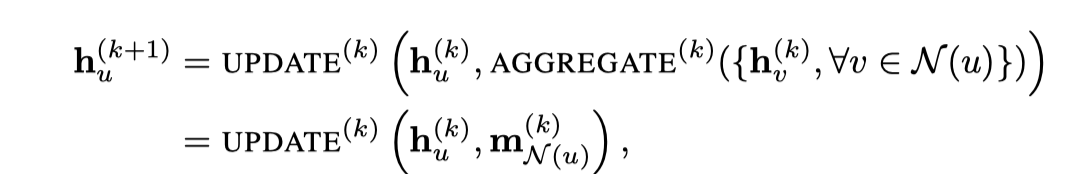 h_u^{(k+1)} = UPDATE^{(k)} ( h_u^{(k)}, AGGREGATE^{(k)}({h_v^{(k)}, ∀v ∈ N(u)}) )
= UPDATE^{(k)} ( h_u^{(k)}, m_{N(u)}^{(k)} ),